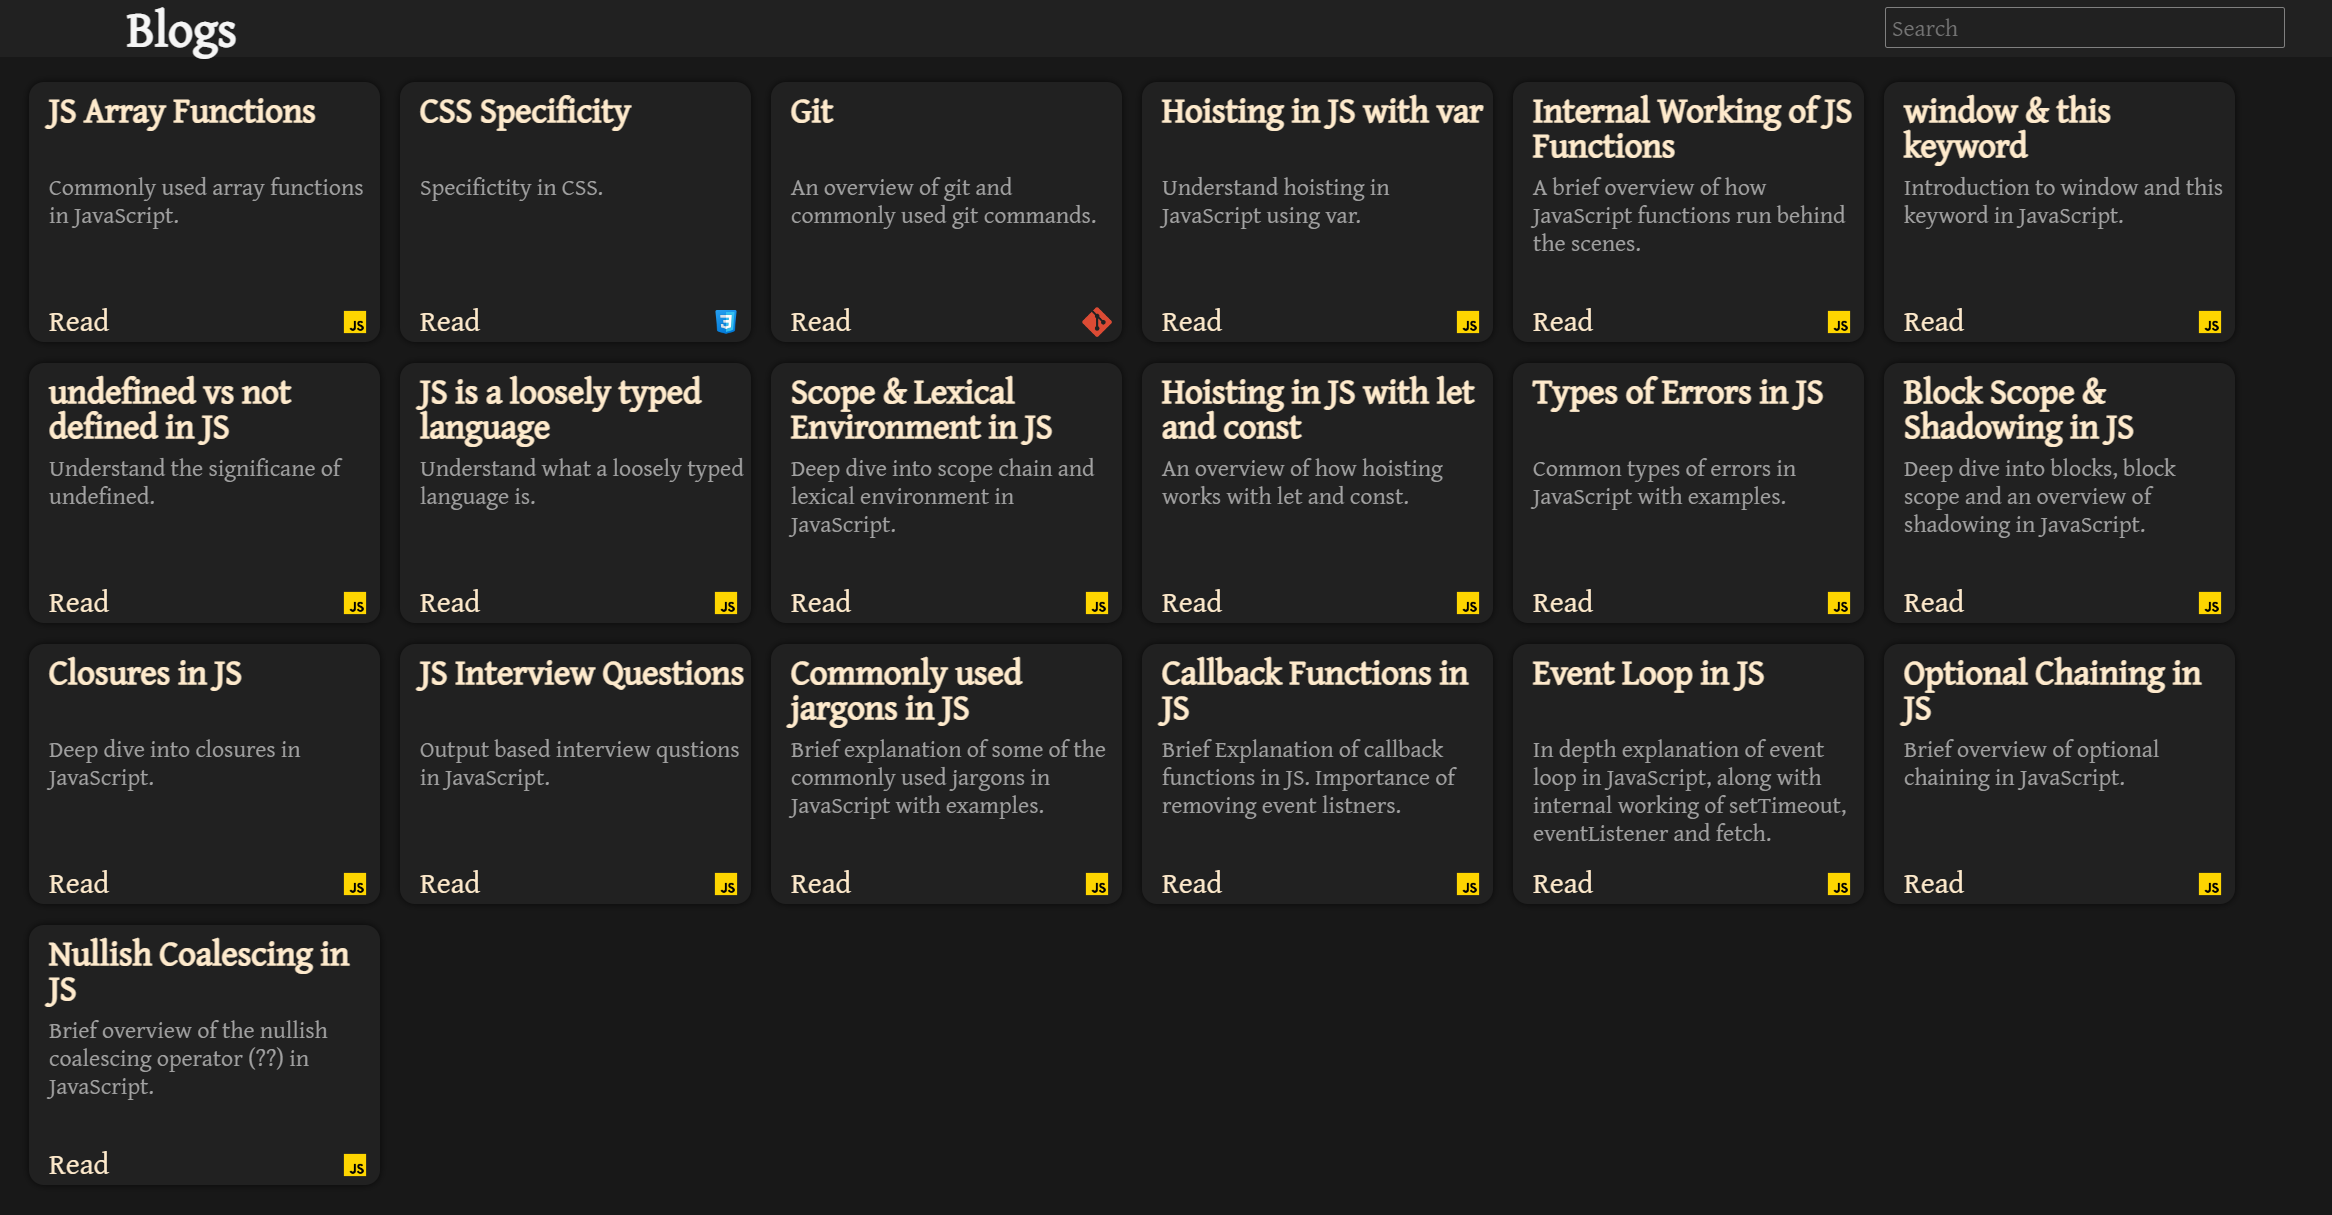 Blogs
Search
JS Array Functions
Commonly used array functions
in JavaScript.
Read
JS
CSS Specificity
Specifictity in CSS.
Read
3
Git
An overview of git and
commonly used git commands.
Read
Hoisting in JS with var
Understand hoisting in
JavaScript using var.
Read
JS
Internal Working of JS
Functions
A brief overview of how
JavaScript functions run behind
the scenes.
Read
JS
window & this
keyword
Introduction to window and this
keyword in JavaScript.
Read
JS
undefined vs not
defined in JS
Understand the significane of
undefined.
Read
JS
JS is a loosely typed
language
Understand what a loosely typed
language is.
Read
JS
Scope & Lexical
Environment in JS
Deep dive into scope chain and
lexical environment in
JavaScript.
Read
JS
Hoisting in JS with let
and const
An overview of how hoisting
works with let and const.
Read
JS
Types of Errors in JS
Common types of errors in
JavaScript with examples.
Read
JS
Block Scope &
Shadowing in JS
Deep dive into blocks, block
scope and an overview of
shadowing in JavaScript.
Read
JS
Closures in JS
Deep dive into closures in
JavaScript.
Read
JS
JS Interview Questions
Output based interview qustions
in JavaScript.
Read
JS
Commonly used
jargons in JS
Brief explanation of some of the
commonly used jargons in
JavaScript with examples.
Read
JS
Callback Functions in
JS
Brief Explanation of callback
functions in JS. Importance of
removing event listners.
Read
JS
Event Loop in JS
In depth explanation of event
loop in JavaScript, along with
internal working of setTimeout,
eventListener and fetch.
Read
JS
Optional Chaining in
JS
Brief overview of optional
chaining in JavaScript.
Read
JS
Nullish Coalescing in
JS
Brief overview of the nullish
coalescing operator (??) in
JavaScript.
Read
JS